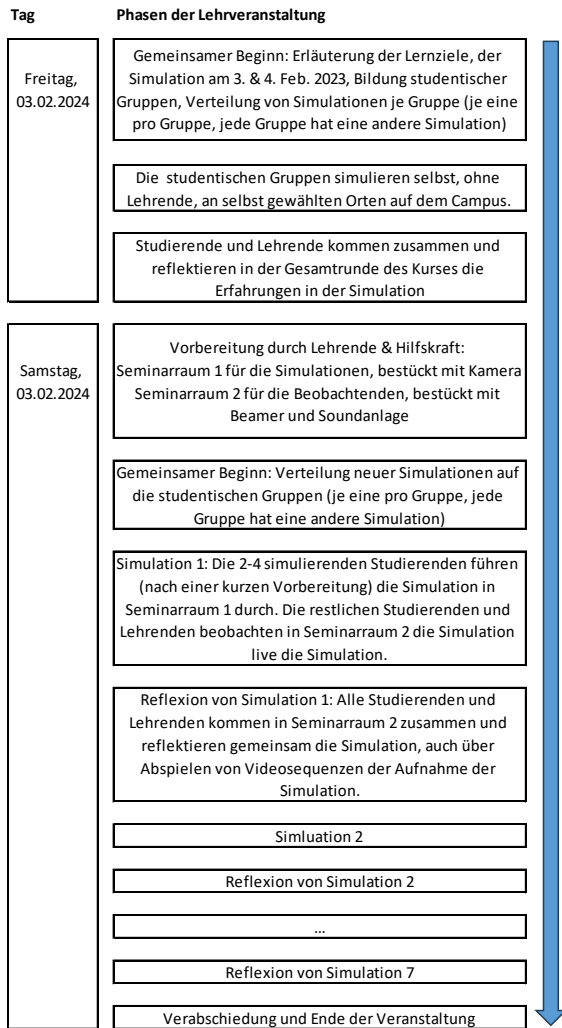 Tag
Phasen der Lehrveranstaltung
Freitag,
03.02.2024
Gemeinsamer Beginn: Erläuterung der Lernziele, der
Simulation am 3. & 4. Feb. 2023, Bildung studentischer
Gruppen, Verteilung von Simulationen je Gruppe (je eine
pro Gruppe, jede Gruppe hat eine andere Simulation)
Die  studentischen Gruppen simulieren selbst, ohne
Lehrende, an selbst gewählten Orten auf dem Campus.
Studierende und Lehrende kommen zusammen und
reflektieren in der Gesamtrunde des Kurses die
Erfahrungen in der Simulation
Samstag,
03.02.2024
Vorbereitung durch Lehrende & Hilfskraft:
Seminarraum 1 für die Simulationen, bestückt mit Kamera
Seminarraum 2 für die Beobachtenden, bestückt mit
Beamer und Soundanlage
Gemeinsamer Beginn: Verteilung neuer Simulationen auf
die studentischen Gruppen (je eine pro Gruppe, jede
Gruppe hat eine andere Simulation)
Simulation 1: Die 2-4 simulierenden Studierenden führen
(nach einer kurzen Vorbereitung) die Simulation in
Seminarraum 1 durch. Die restlichen Studierenden und
Lehrenden beobachten in Seminarraum 2 die Simulation
live die Simulation.
Reflexion von Simulation 1: Alle Studierenden und
Lehrenden kommen in Seminarraum 2 zusammen und
reflektieren gemeinsam die Simulation, auch über
Abspielen von Videosequenzen der Aufnahme der
Simulation.
Simluation 2
Reflexion von Simulation 2
...
Reflexion von Simulation 7
Verabschiedung und Ende der Veranstaltung